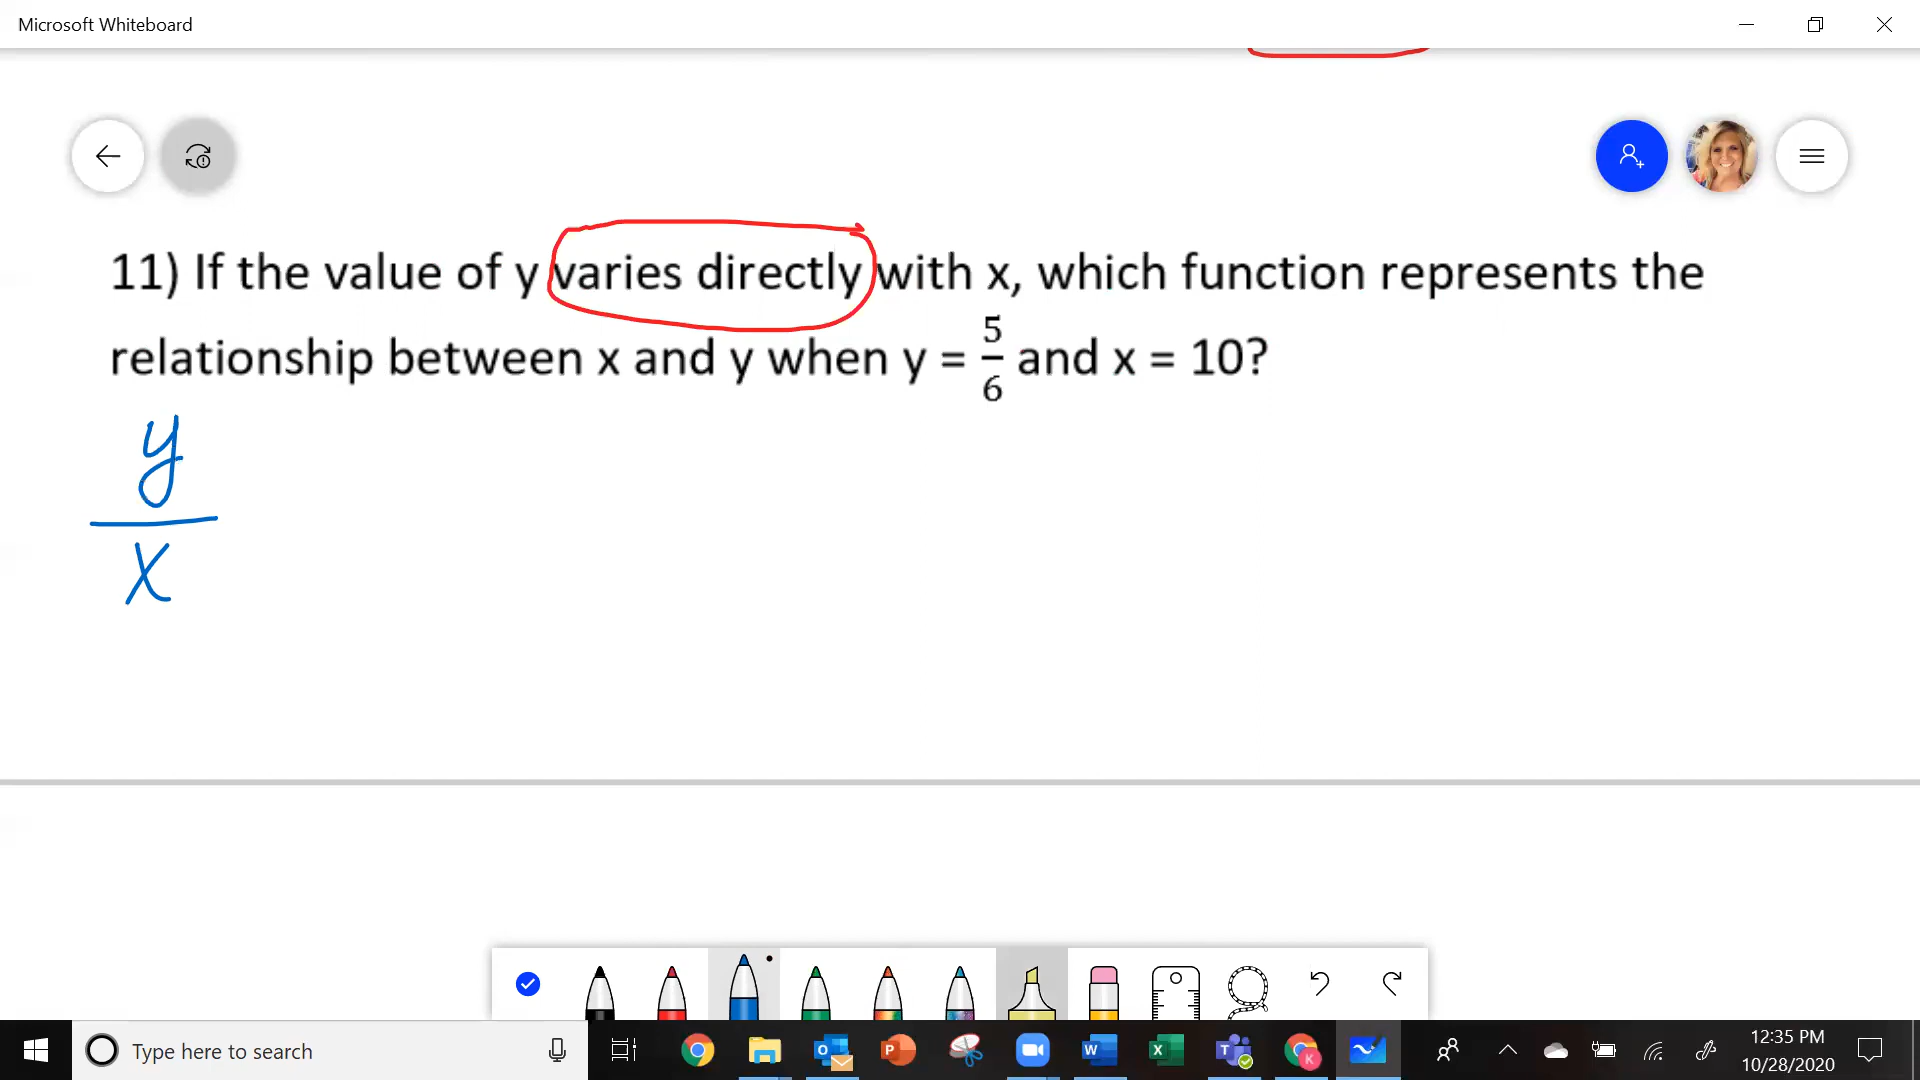 Microsoft Whiteboard
11) If the value of y varies directly with x, which function represents the
relationship between x and y when y = 5/6 and x = 10?
y
x
Type here to search
12:35 PM
10/28/2020